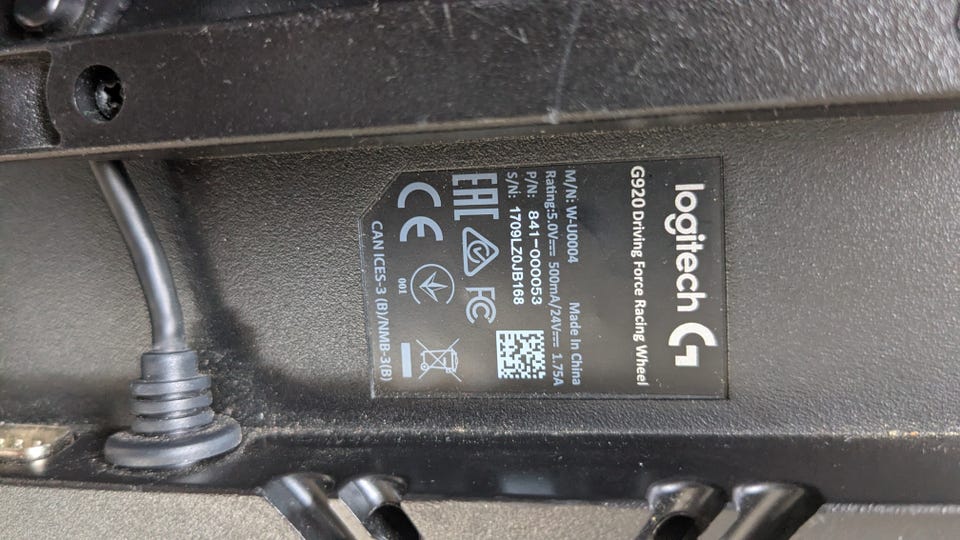 logitech G
G920 Driving Force Racing Wheel
M/N: W-U0004 Made In China
Rating:5.0V⎓ 500mA/24V⎓ 1.75A
P/N: 841-000053
S/N: 1709LZ0JB168
EAC FC
CE 001
CAN ICES-3 (B)/NMB-3(B)